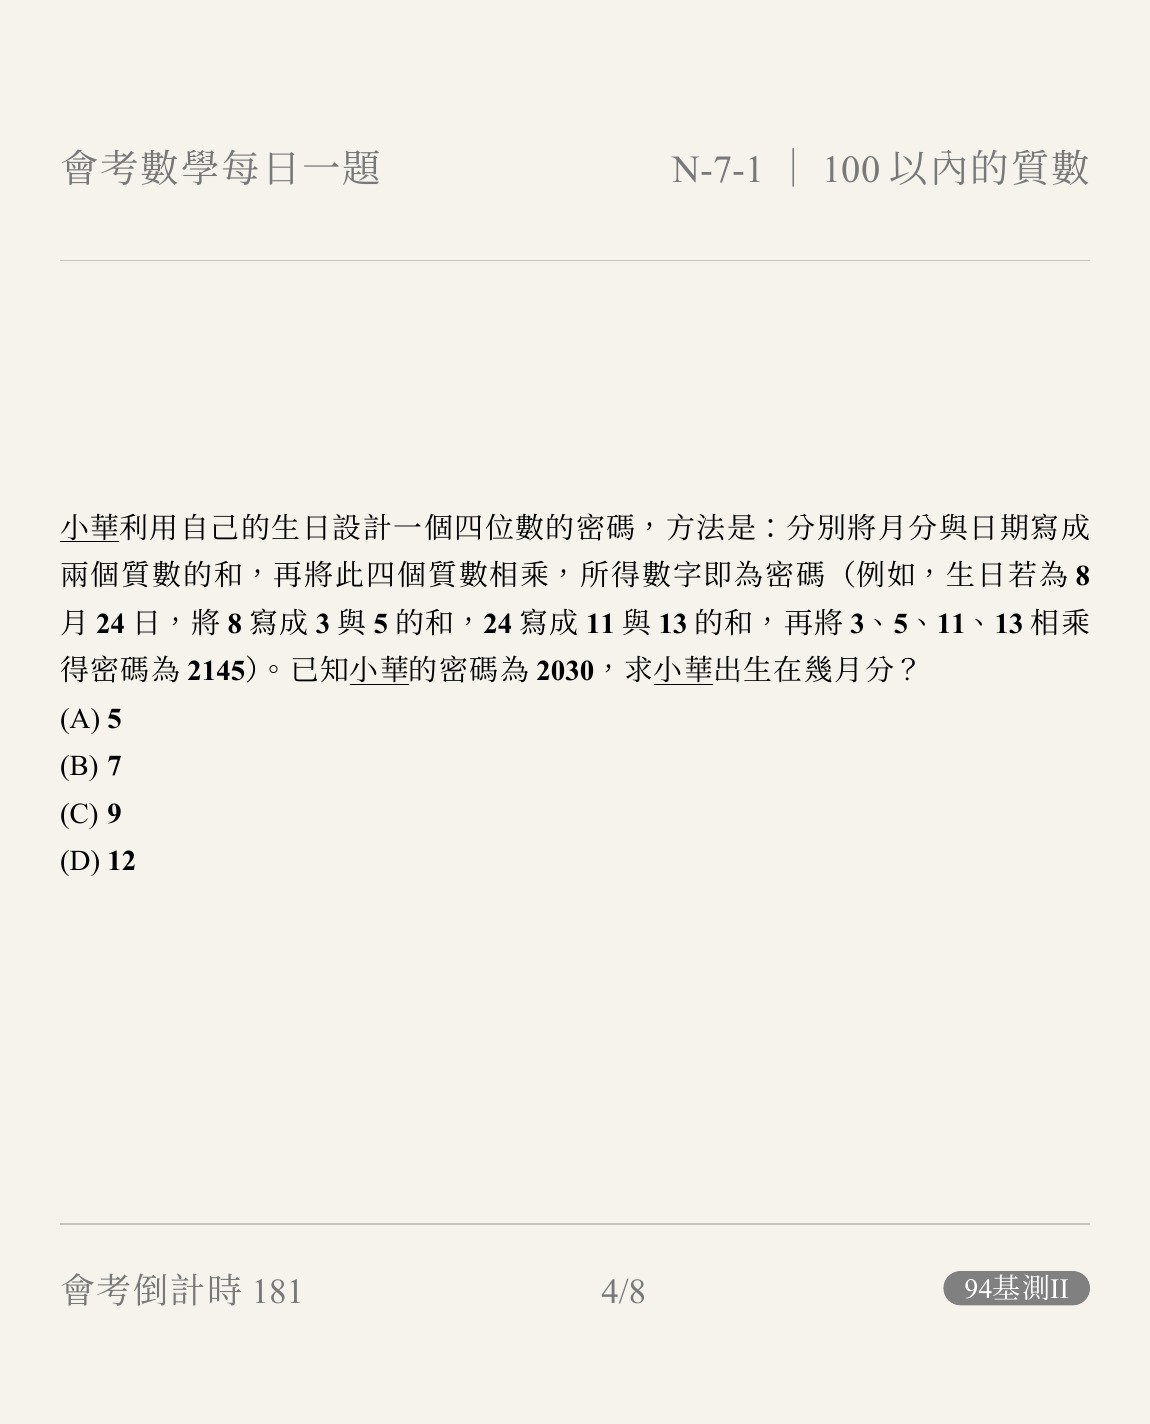 會考數學每日一題
N-7-1 | 100 以內的質數
小華利用自己的生日設計一個四位數的密碼，方法是：分別將月分與日期寫成
兩個質數的和，再將此四個質數相乘，所得數字即為密碼（例如，生日若為 8
月 24 日，將 8 寫成 3 與 5 的和，24 寫成 11 與 13 的和，再將 3、5、11、13 相乘
得密碼為 2145）。已知小華的密碼為 2030，求小華出生在幾月分？
(A) 5
(B) 7
(C) 9
(D) 12
會考倒計時 181
4/8
94基測II